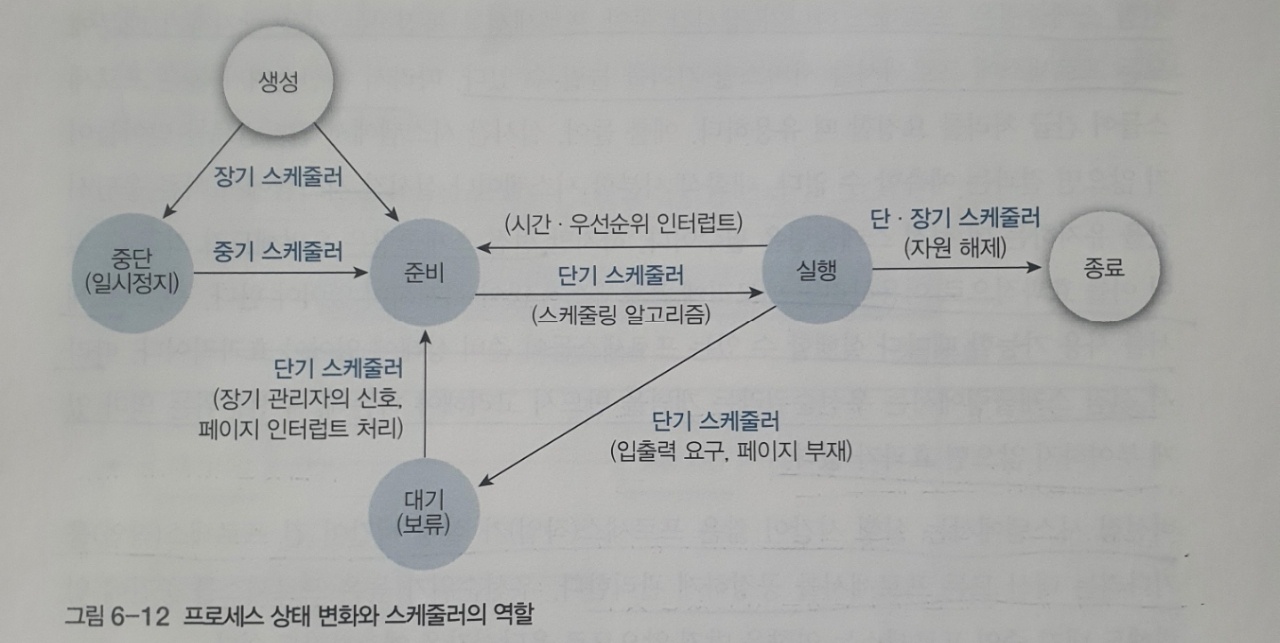 생성
장기 스케줄러
중단
(일시정지)
중기 스케줄러
준비
(시간 · 우선순위 인터럽트)
단기 스케줄러
(스케줄링 알고리즘)
실행
단 · 장기 스케줄러
(자원 해제)
종료
단기 스케줄러
(장기 관리자의 신호,
페이지 인터럽트 처리)
단기 스케줄러
(입출력 요구, 페이지 부재)
대기
(보류)
그림 6-12 프로세스 상태 변화와 스케줄러의 역할